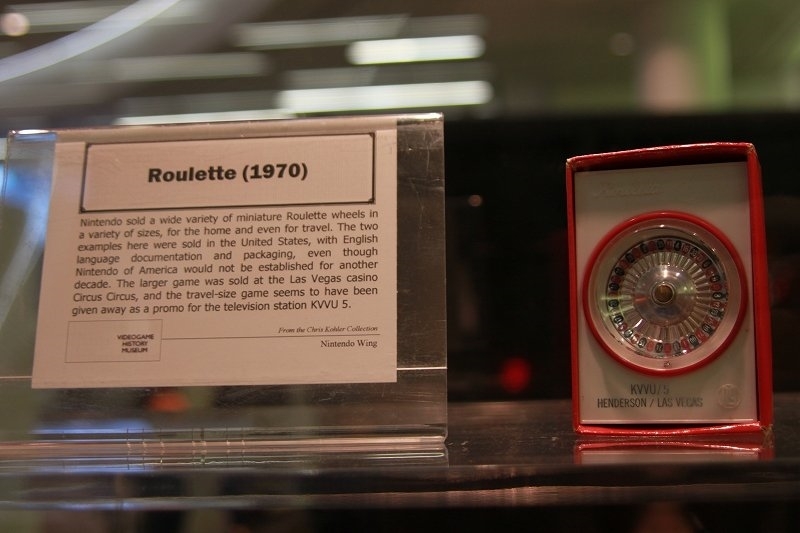 Roulette (1970)
Nintendo sold a wide variety of miniature Roulette wheels in
a variety of sizes, for the home and even for travel. The two
examples here were sold in the United States, with English
language documentation and packaging, even though
Nintendo of America would not be established for another
decade. The larger game was sold at the Las Vegas casino
Circus Circus, and the travel-size game seems to have been
given away as a promo for the television station KVVU 5.
VIDEOGAME
HISTORY
MUSEUM
From the Chris Kohler Collection
Nintendo Wing
KVVU/5
HENDERSON / LAS VEGAS